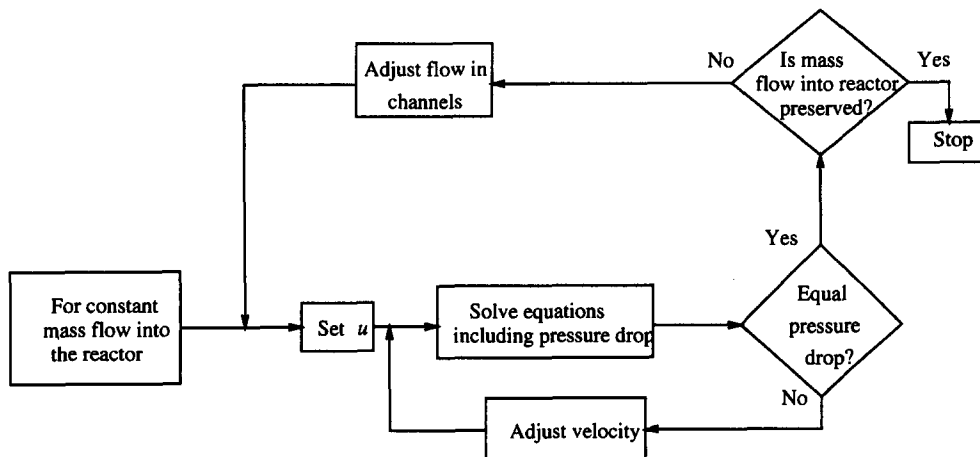 No
Is mass
flow into reactor
preserved?
Yes
Adjust flow in
channels
Stop
Yes
For constant
mass flow into
the reactor
Set u
Solve equations
including pressure drop
Equal
pressure
drop?
No
Adjust velocity